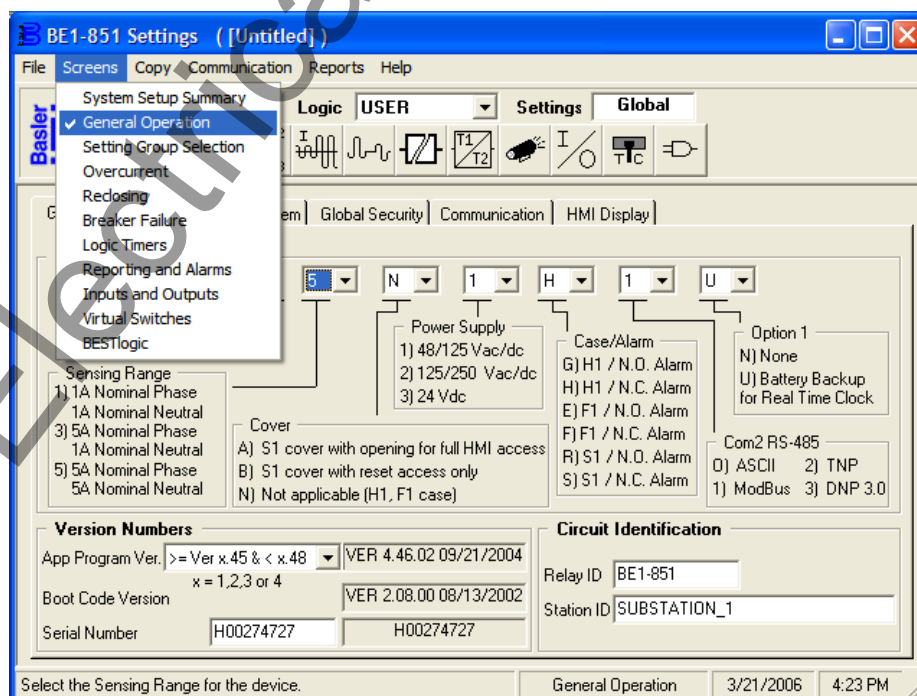 BE1-851 Settings ( [Untitled] )
File Screens Copy Communication Reports Help
Basler
Logic USER Settings Global
System Setup Summary
General Operation
Setting Group Selection
Overcurrent
Reclosing
Breaker Failure
Logic Timers
Reporting and Alarms
Inputs and Outputs
Virtual Switches
BESTlogic
I T1 T2 I O TTC
Global Security Communication HMI Display
5 N 1 H 1 U
Sensing Range
1) 1A Nominal Phase
1A Nominal Neutral
3) 5A Nominal Phase
1A Nominal Neutral
5) 5A Nominal Phase
5A Nominal Neutral
Cover
A) S1 cover with opening for full HMI access
B) S1 cover with reset access only
N) Not applicable (H1, F1 case)
Power Supply
1) 48/125 Vac/dc
2) 125/250 Vac/dc
3) 24 Vdc
Case/Alarm
G) H1 / N.O. Alarm
H) H1 / N.C. Alarm
E) F1 / N.O. Alarm
F) F1 / N.C. Alarm
R) S1 / N.O. Alarm
S) S1 / N.C. Alarm
Option 1
N) None
U) Battery Backup
for Real Time Clock
Com2 RS-485
0) ASCII 2) TNP
1) ModBus 3) DNP 3.0
Version Numbers
App Program Ver. >= Ver x.45 & < x.48 VER 4.46.02 09/21/2004
x = 1,2,3 or 4
Boot Code Version VER 2.08.00 08/13/2002
Serial Number H00274727 H00274727
Circuit Identification
Relay ID BE1-851
Station ID SUBSTATION_1
Select the Sensing Range for the device. General Operation 3/21/2006 4:23 PM
Electrica